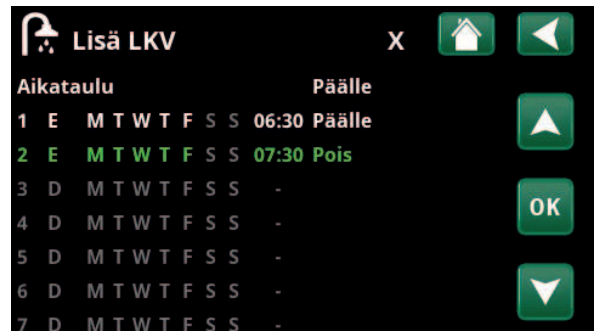 Lisä LKV X
Aikataulu Päälle
1 E M T W T F S S 06:30 Päälle
2 E M T W T F S S 07:30 Pois
3 D M T W T F S S -
4 D M T W T F S S -
OK
5 D M T W T F S S -
6 D M T W T F S S -
7 D M T W T F S S